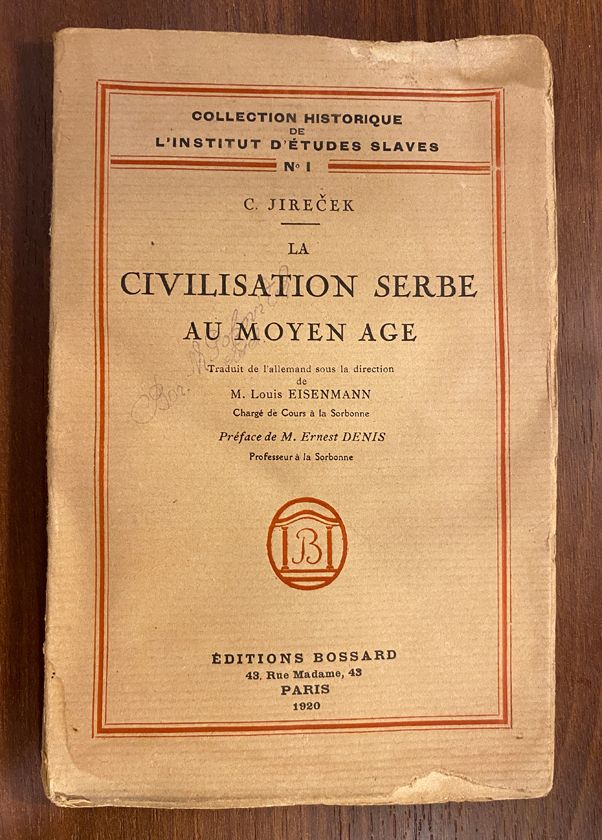 COLLECTION HISTORIQUE
DE
L'INSTITUT D'ÉTUDES SLAVES
No I
C. JIREČEK
LA
CIVILISATION SERBE
AU MOYEN AGE
Traduit de l'allemand sous la direction
de
M. Louis EISENMANN
Chargé de Cours à la Sorbonne
Préface de M. Ernest DENIS
Professeur à la Sorbonne
B
ÉDITIONS BOSSARD
43, Rue Madame, 43
PARIS
1920